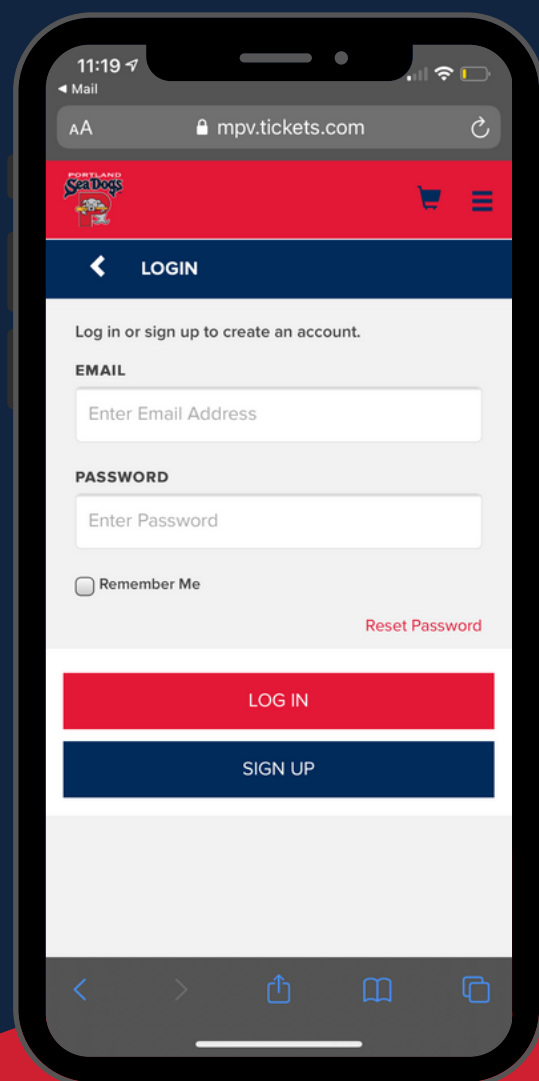 11:19
Mail
AA mpv.tickets.com
PORTLAND
Sea Dogs
P
LOGIN
Log in or sign up to create an account.
EMAIL
Enter Email Address
PASSWORD
Enter Password
Remember Me
Reset Password
LOG IN
SIGN UP